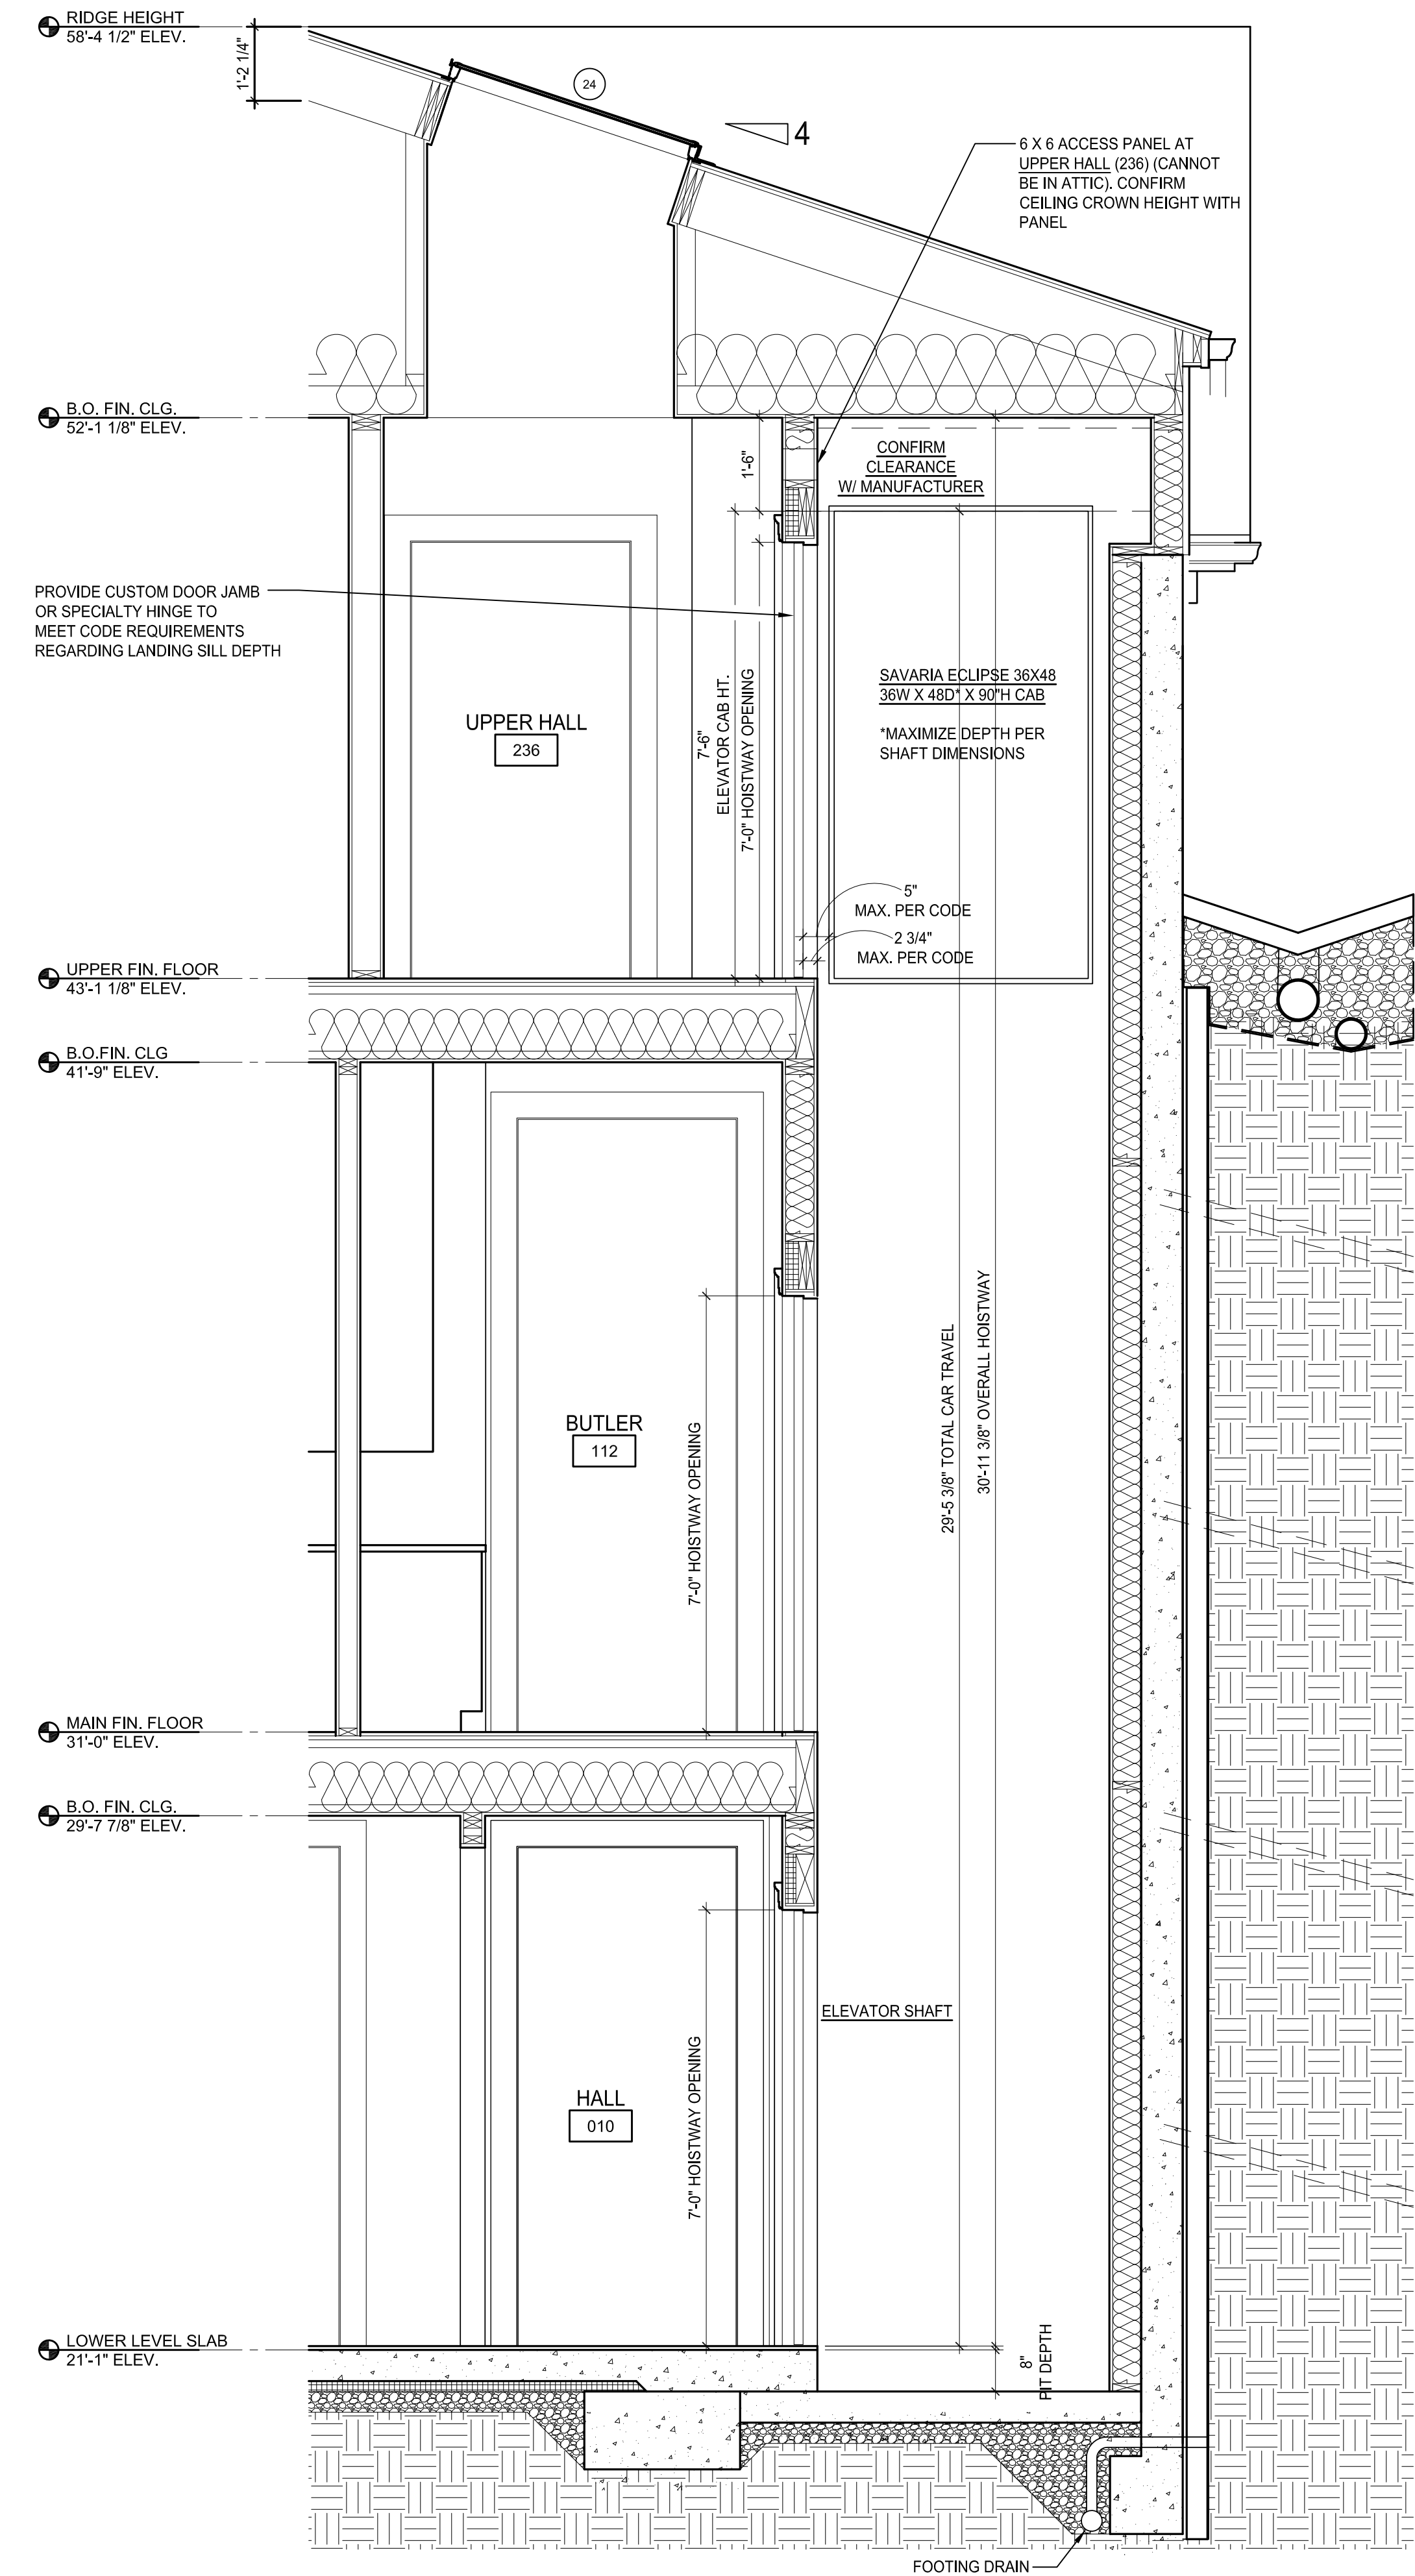 RIDGE HEIGHT
58'-4 1/2" ELEV.
1'-2 1/4"
24
4
6 X 6 ACCESS PANEL AT
UPPER HALL (236) (CANNOT
BE IN ATTIC). CONFIRM
CEILING CROWN HEIGHT WITH
PANEL
B.O. FIN. CLG.
52'-1 1/8" ELEV.
1'-6"
CONFIRM
CLEARANCE
W/ MANUFACTURER
PROVIDE CUSTOM DOOR JAMB
OR SPECIALTY HINGE TO
MEET CODE REQUIREMENTS
REGARDING LANDING SILL DEPTH
UPPER HALL
236
7'-6"
ELEVATOR CAB HT.
7'-0" HOISTWAY OPENING
SAVARIA ECLIPSE 36X48
36W X 48D* X 90"H CAB
*MAXIMIZE DEPTH PER
SHAFT DIMENSIONS
5"
MAX. PER CODE
2 3/4"
MAX. PER CODE
UPPER FIN. FLOOR
43'-1 1/8" ELEV.
B.O.FIN. CLG
41'-9" ELEV.
BUTLER
112
7'-0" HOISTWAY OPENING
29'-5 3/8" TOTAL CAR TRAVEL
30'-11 3/8" OVERALL HOISTWAY
MAIN FIN. FLOOR
31'-0" ELEV.
B.O. FIN. CLG.
29'-7 7/8" ELEV.
ELEVATOR SHAFT
HALL
010
7'-0" HOISTWAY OPENING
LOWER LEVEL SLAB
21'-1" ELEV.
8"
PIT DEPTH
FOOTING DRAIN